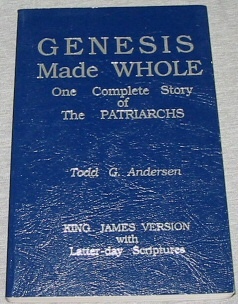 GENESIS
Made WHOLE
One Complete Story
of
The PATRIARCHS
Todd G. Andersen
KING JAMES VERSION
with
Latter-day Scriptures